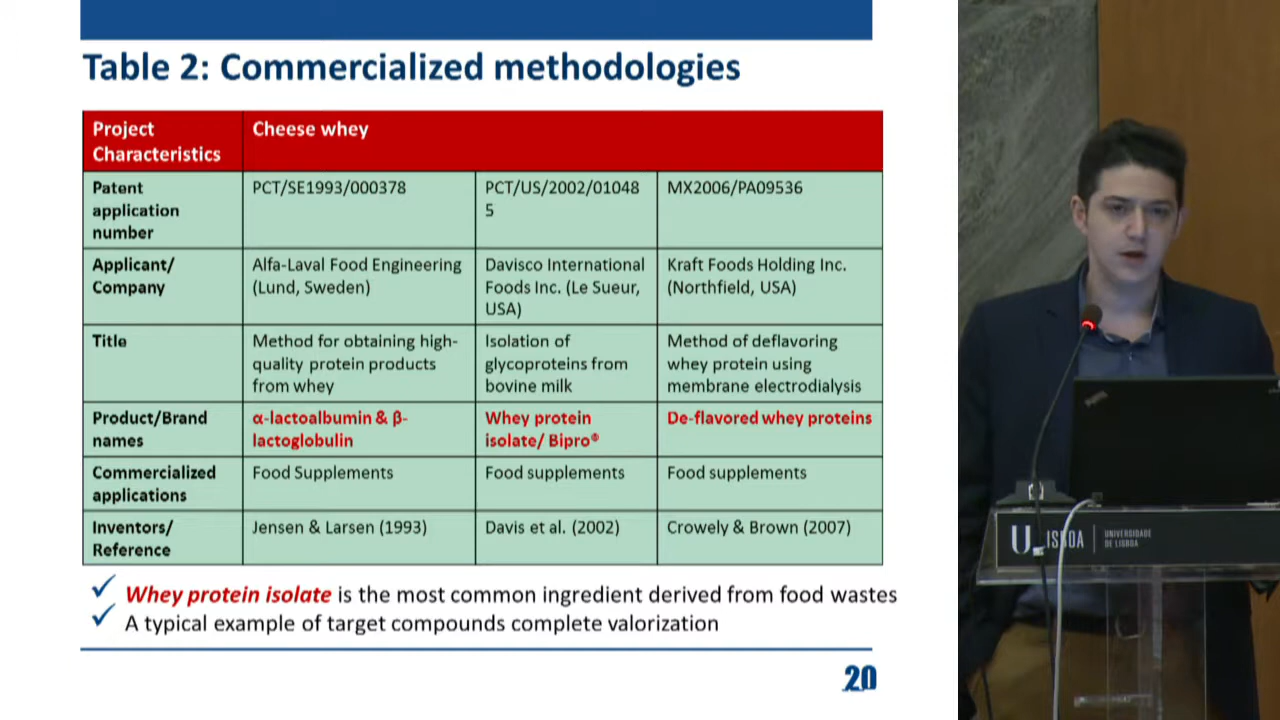 Table 2: Commercialized methodologies
Project
Characteristics
Cheese whey
Patent
application
number
PCT/SE1993/000378
PCT/US/2002/01048
5
MX2006/PA09536
Applicant/
Company
Alfa-Laval Food Engineering
(Lund, Sweden)
Davisco International
Foods Inc. (Le Sueur,
USA)
Kraft Foods Holding Inc.
(Northfield, USA)
Title
Method for obtaining high-
quality protein products
from whey
Isolation of
glycoproteins from
bovine milk
Method of deflavoring
whey protein using
membrane electrodialysis
Product/Brand
names
α-lactoalbumin & β-
lactoglobulin
Whey protein
isolate/ Bipro®
De-flavored whey proteins
Commercialized
applications
Food Supplements
Food supplements
Food supplements
Inventors/
Reference
Jensen & Larsen (1993)
Davis et al. (2002)
Crowely & Brown (2007)
✓ Whey protein isolate is the most common ingredient derived from food wastes
✓ A typical example of target compounds complete valorization
20
U LISBOA
UNIVERSIDADE
DE LISBOA